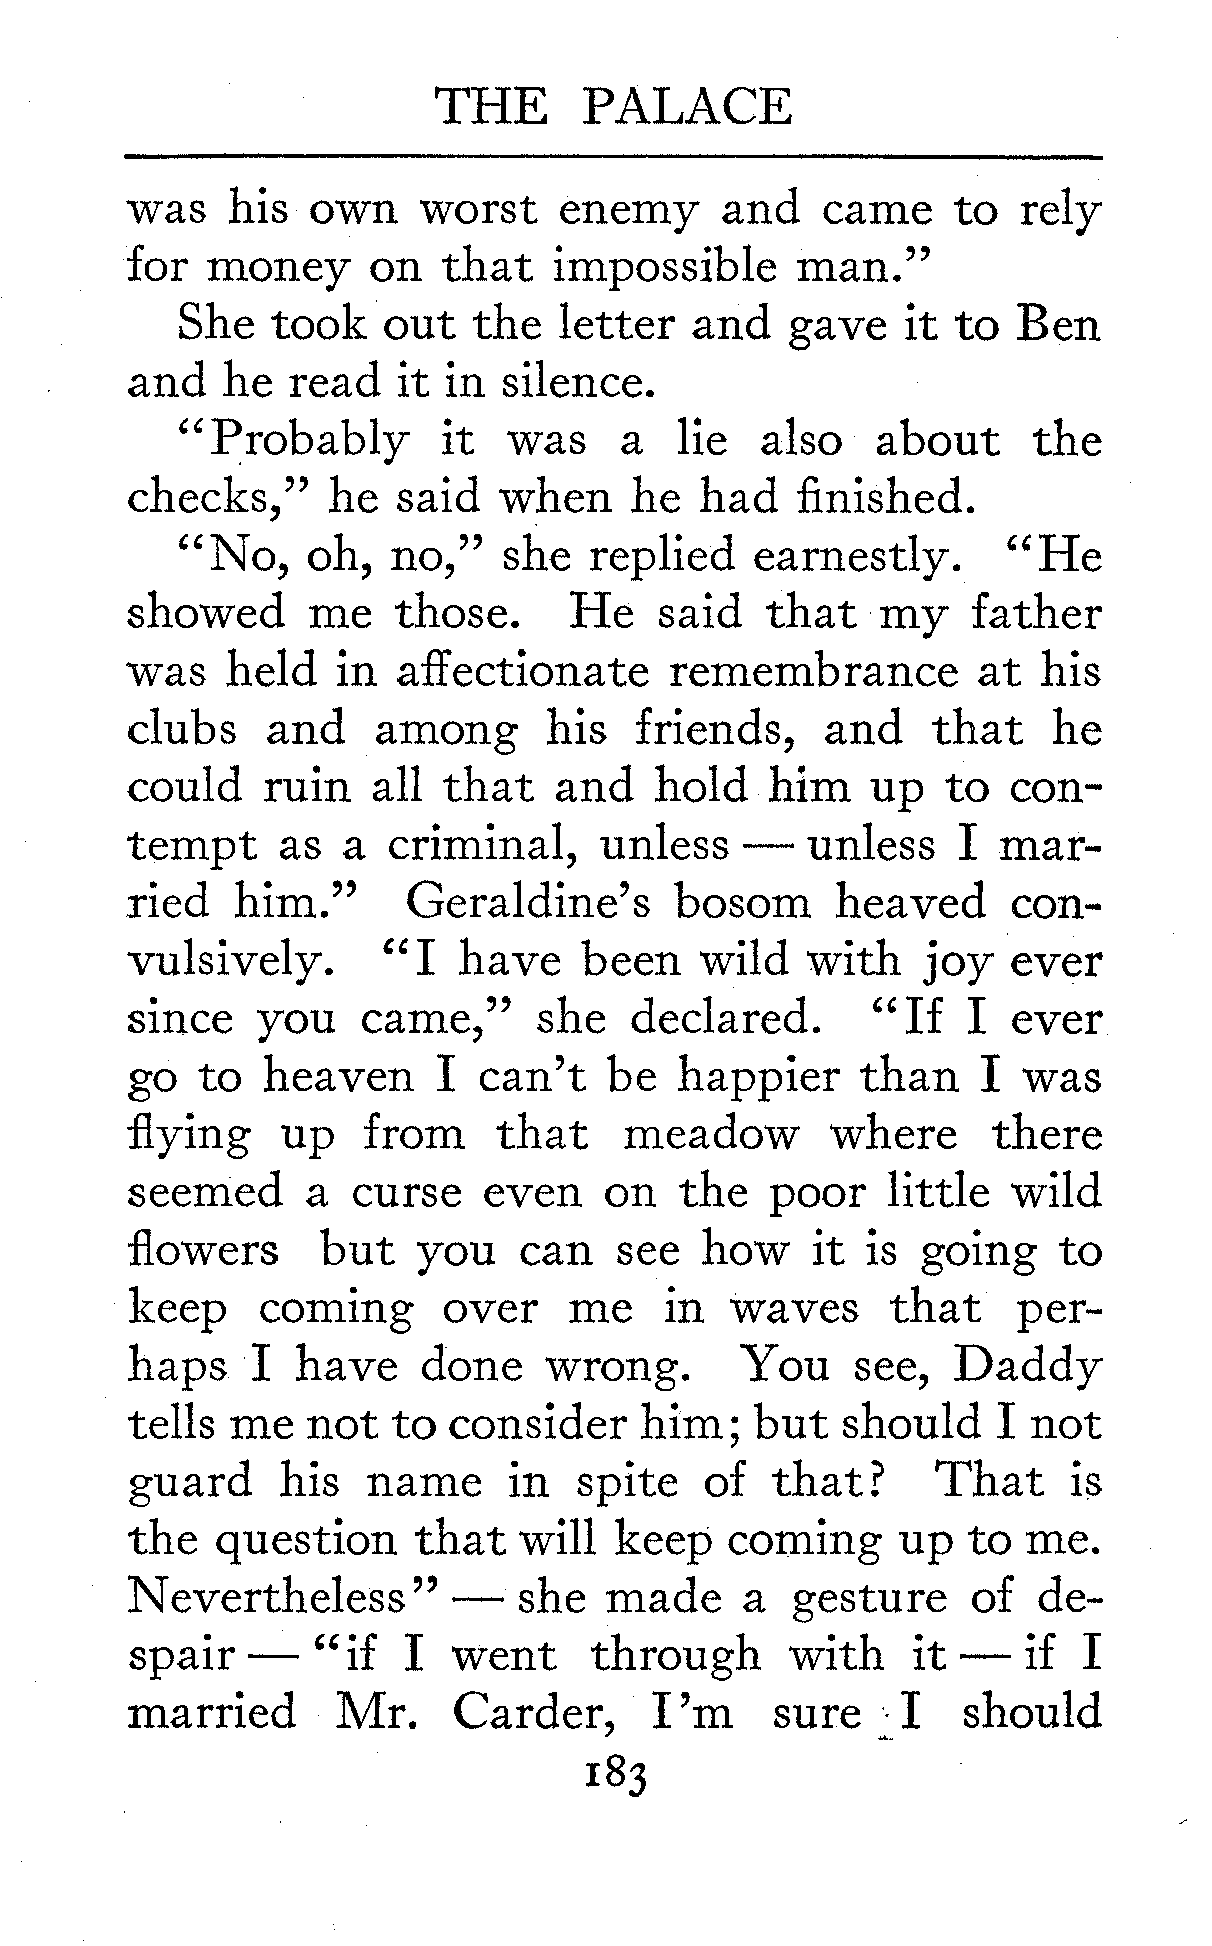 THE PALACE
was his own worst enemy and came to rely
for money on that impossible man.”
She took out the letter and gave it to Ben
and he read it in silence.
“Probably it was a lie also about the
checks,” he said when he had finished.
“No, oh, no,” she replied earnestly. “He
showed me those. He said that my father
was held in affectionate remembrance at his
clubs and among his friends, and that he
could ruin all that and hold him up to con-
tempt as a criminal, unless — unless I mar-
ried him.” Geraldine’s bosom heaved con-
vulsively. “I have been wild with joy ever
since you came,” she declared. “If I ever
go to heaven I can’t be happier than I was
flying up from that meadow where there
seemed a curse even on the poor little wild
flowers but you can see how it is going to
keep coming over me in waves that per-
haps I have done wrong. You see, Daddy
tells me not to consider him; but should I not
guard his name in spite of that? That is
the question that will keep coming up to me.
Nevertheless” — she made a gesture of de-
spair — “if I went through with it — if I
married Mr. Carder, I’m sure I should
183